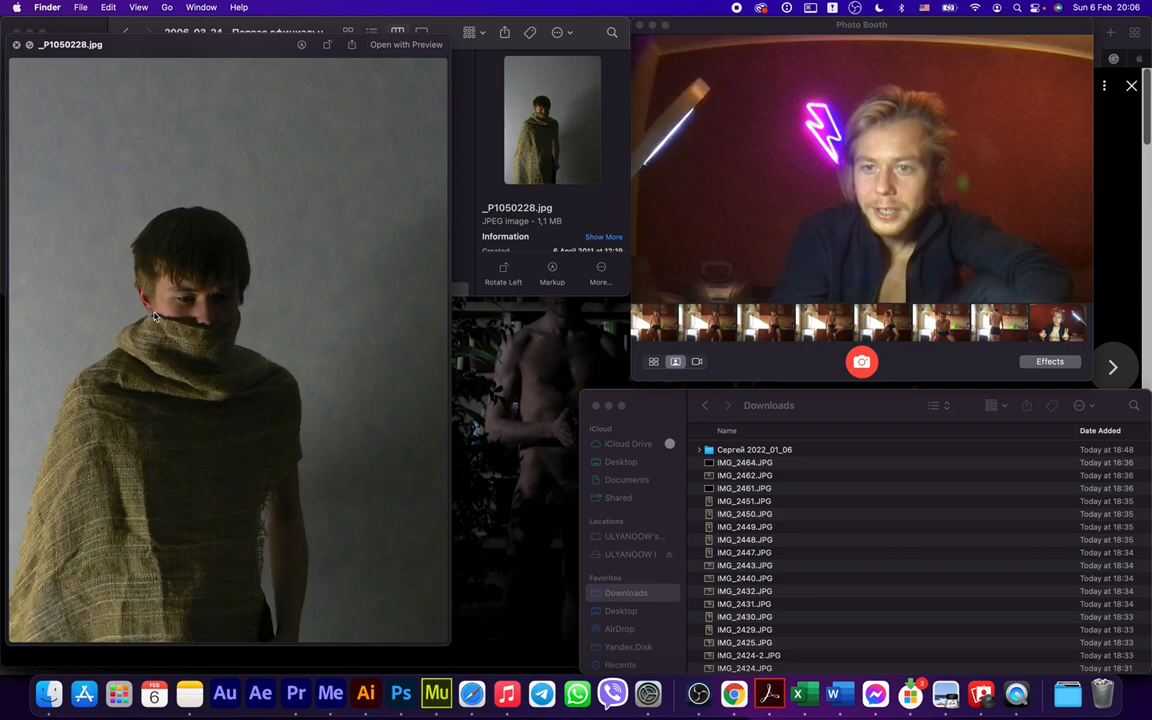 Finder File Edit View Go Window Help
Sun 6 Feb 20:06
_P1050228.jpg
Open with Preview
_P1050228.jpg
JPEG image - 1,1 MB
Information Show More
Rotate Left Markup More...
Photo Booth
Effects
Downloads
Name Date Added
iCloud
iCloud Drive
Desktop
Documents
Shared
Locations
ULYANOOW's...
ULYANOOW I
Favorites
Downloads
Desktop
AirDrop
Yandex.Disk
Recents
Сергей 2022_01_06 Today at 18:48
IMG_2464.JPG Today at 18:36
IMG_2462.JPG Today at 18:36
IMG_2461.JPG Today at 18:36
IMG_2451.JPG Today at 18:35
IMG_2450.JPG Today at 18:35
IMG_2449.JPG Today at 18:35
IMG_2448.JPG Today at 18:35
IMG_2447.JPG Today at 18:34
IMG_2443.JPG Today at 18:34
IMG_2440.JPG Today at 18:34
IMG_2432.JPG Today at 18:34
IMG_2431.JPG Today at 18:34
IMG_2430.JPG Today at 18:33
IMG_2429.JPG Today at 18:33
IMG_2425.JPG Today at 18:33
IMG_2424-2.JPG Today at 18:33
IMG_2424.JPG Today at 18:31
FEB
6
Au Ae Pr Me Ai Ps Mu
3